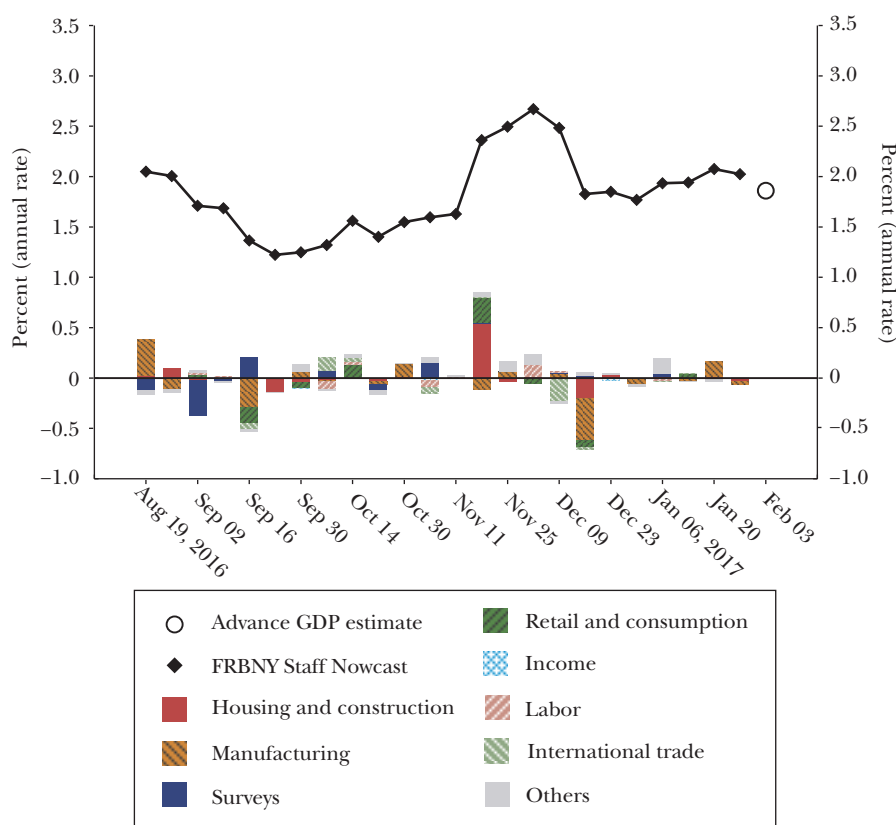 3.5
3.0
2.5
2.0
1.5
1.0
0.5
0
−0.5
−1.0
Percent (annual rate)
3.5
3.0
2.5
2.0
1.5
1.0
0.5
0
−0.5
−1.0
Percent (annual rate)
Aug 19, 2016
Sep 02
Sep 16
Sep 30
Oct 14
Oct 30
Nov 11
Nov 25
Dec 09
Dec 23
Jan 06, 2017
Jan 20
Feb 03
Advance GDP estimate
FRBNY Staff Nowcast
Housing and construction
Manufacturing
Surveys
Retail and consumption
Income
Labor
International trade
Others